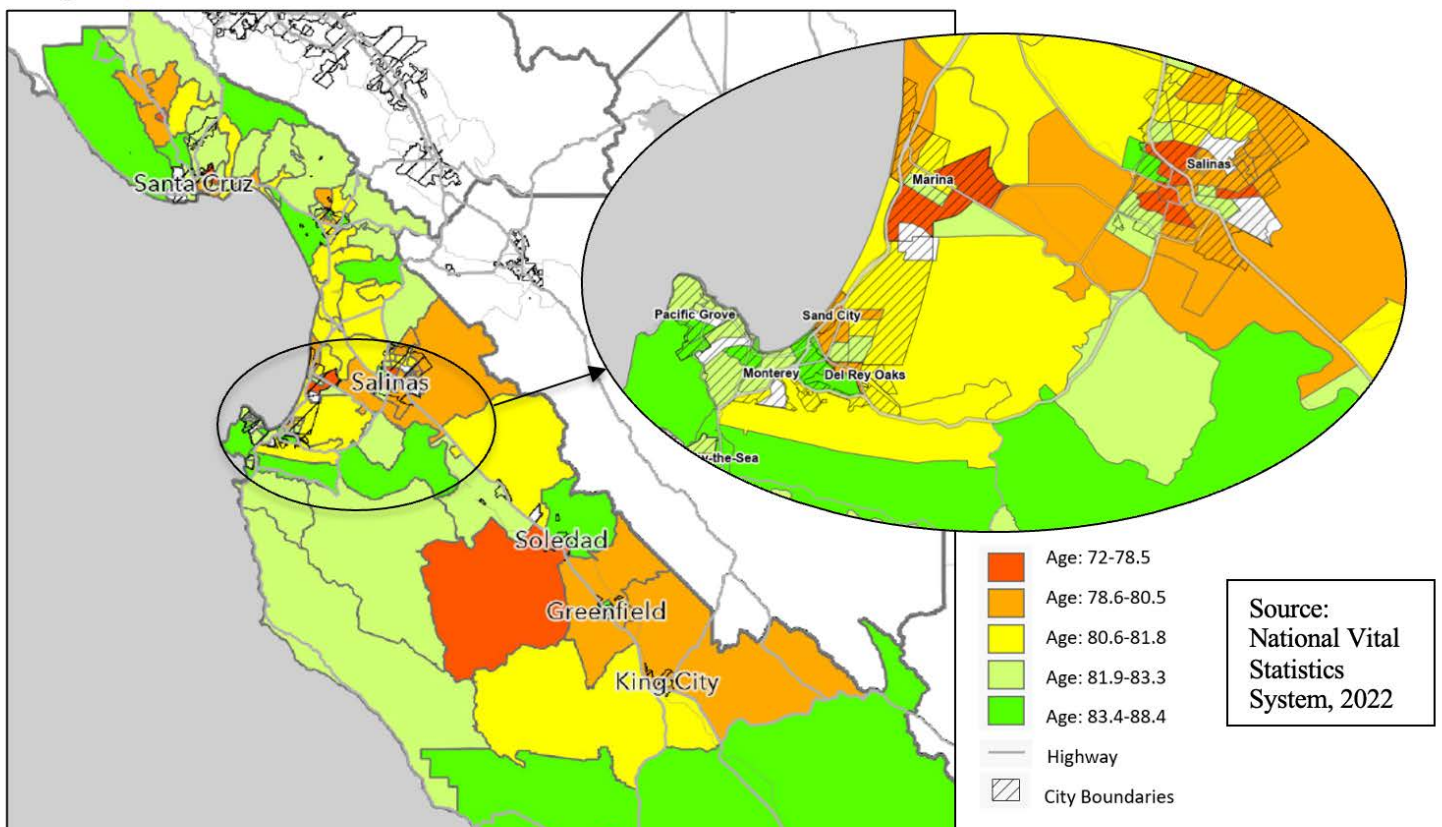 Santa Cruz
Salinas
Soledad
Greenfield
King City
Marina
Salinas
Pacific Grove
Sand City
Monterey
Del Rey Oaks
-the-Sea
Age: 72-78.5
Age: 78.6-80.5
Age: 80.6-81.8
Age: 81.9-83.3
Age: 83.4-88.4
Highway
City Boundaries
Source:
National Vital
Statistics
System, 2022